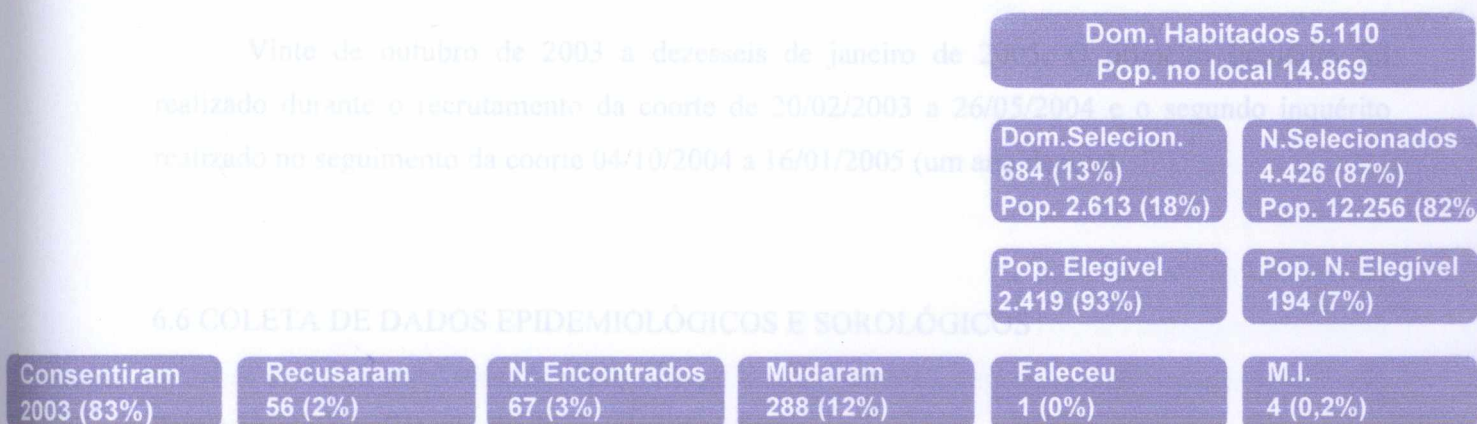 Vinte de outubro de 2003 a dezesseis de janeiro de
realizado durante o recrutamento da coorte de 20/02/2003 a 26/05/2004 e o segundo inquérito
realizado no seguimento da coorte 04/10/2004 a 16/01/2005 (um
6.6 COLETA DE DADOS EPIDEMIOLÓGICOS E SOROLÓGICOS
Dom. Habitados 5.110
Pop. no local 14.869
Dom.Selecion.
684 (13%)
Pop. 2.613 (18%)
N.Selecionados
4.426 (87%)
Pop. 12.256 (82%
Pop. Elegível
2.419 (93%)
Pop. N. Elegível
194 (7%)
Consentiram
2003 (83%)
Recusaram
56 (2%)
N. Encontrados
67 (3%)
Mudaram
288 (12%)
Faleceu
1 (0%)
M.I.
4 (0,2%)